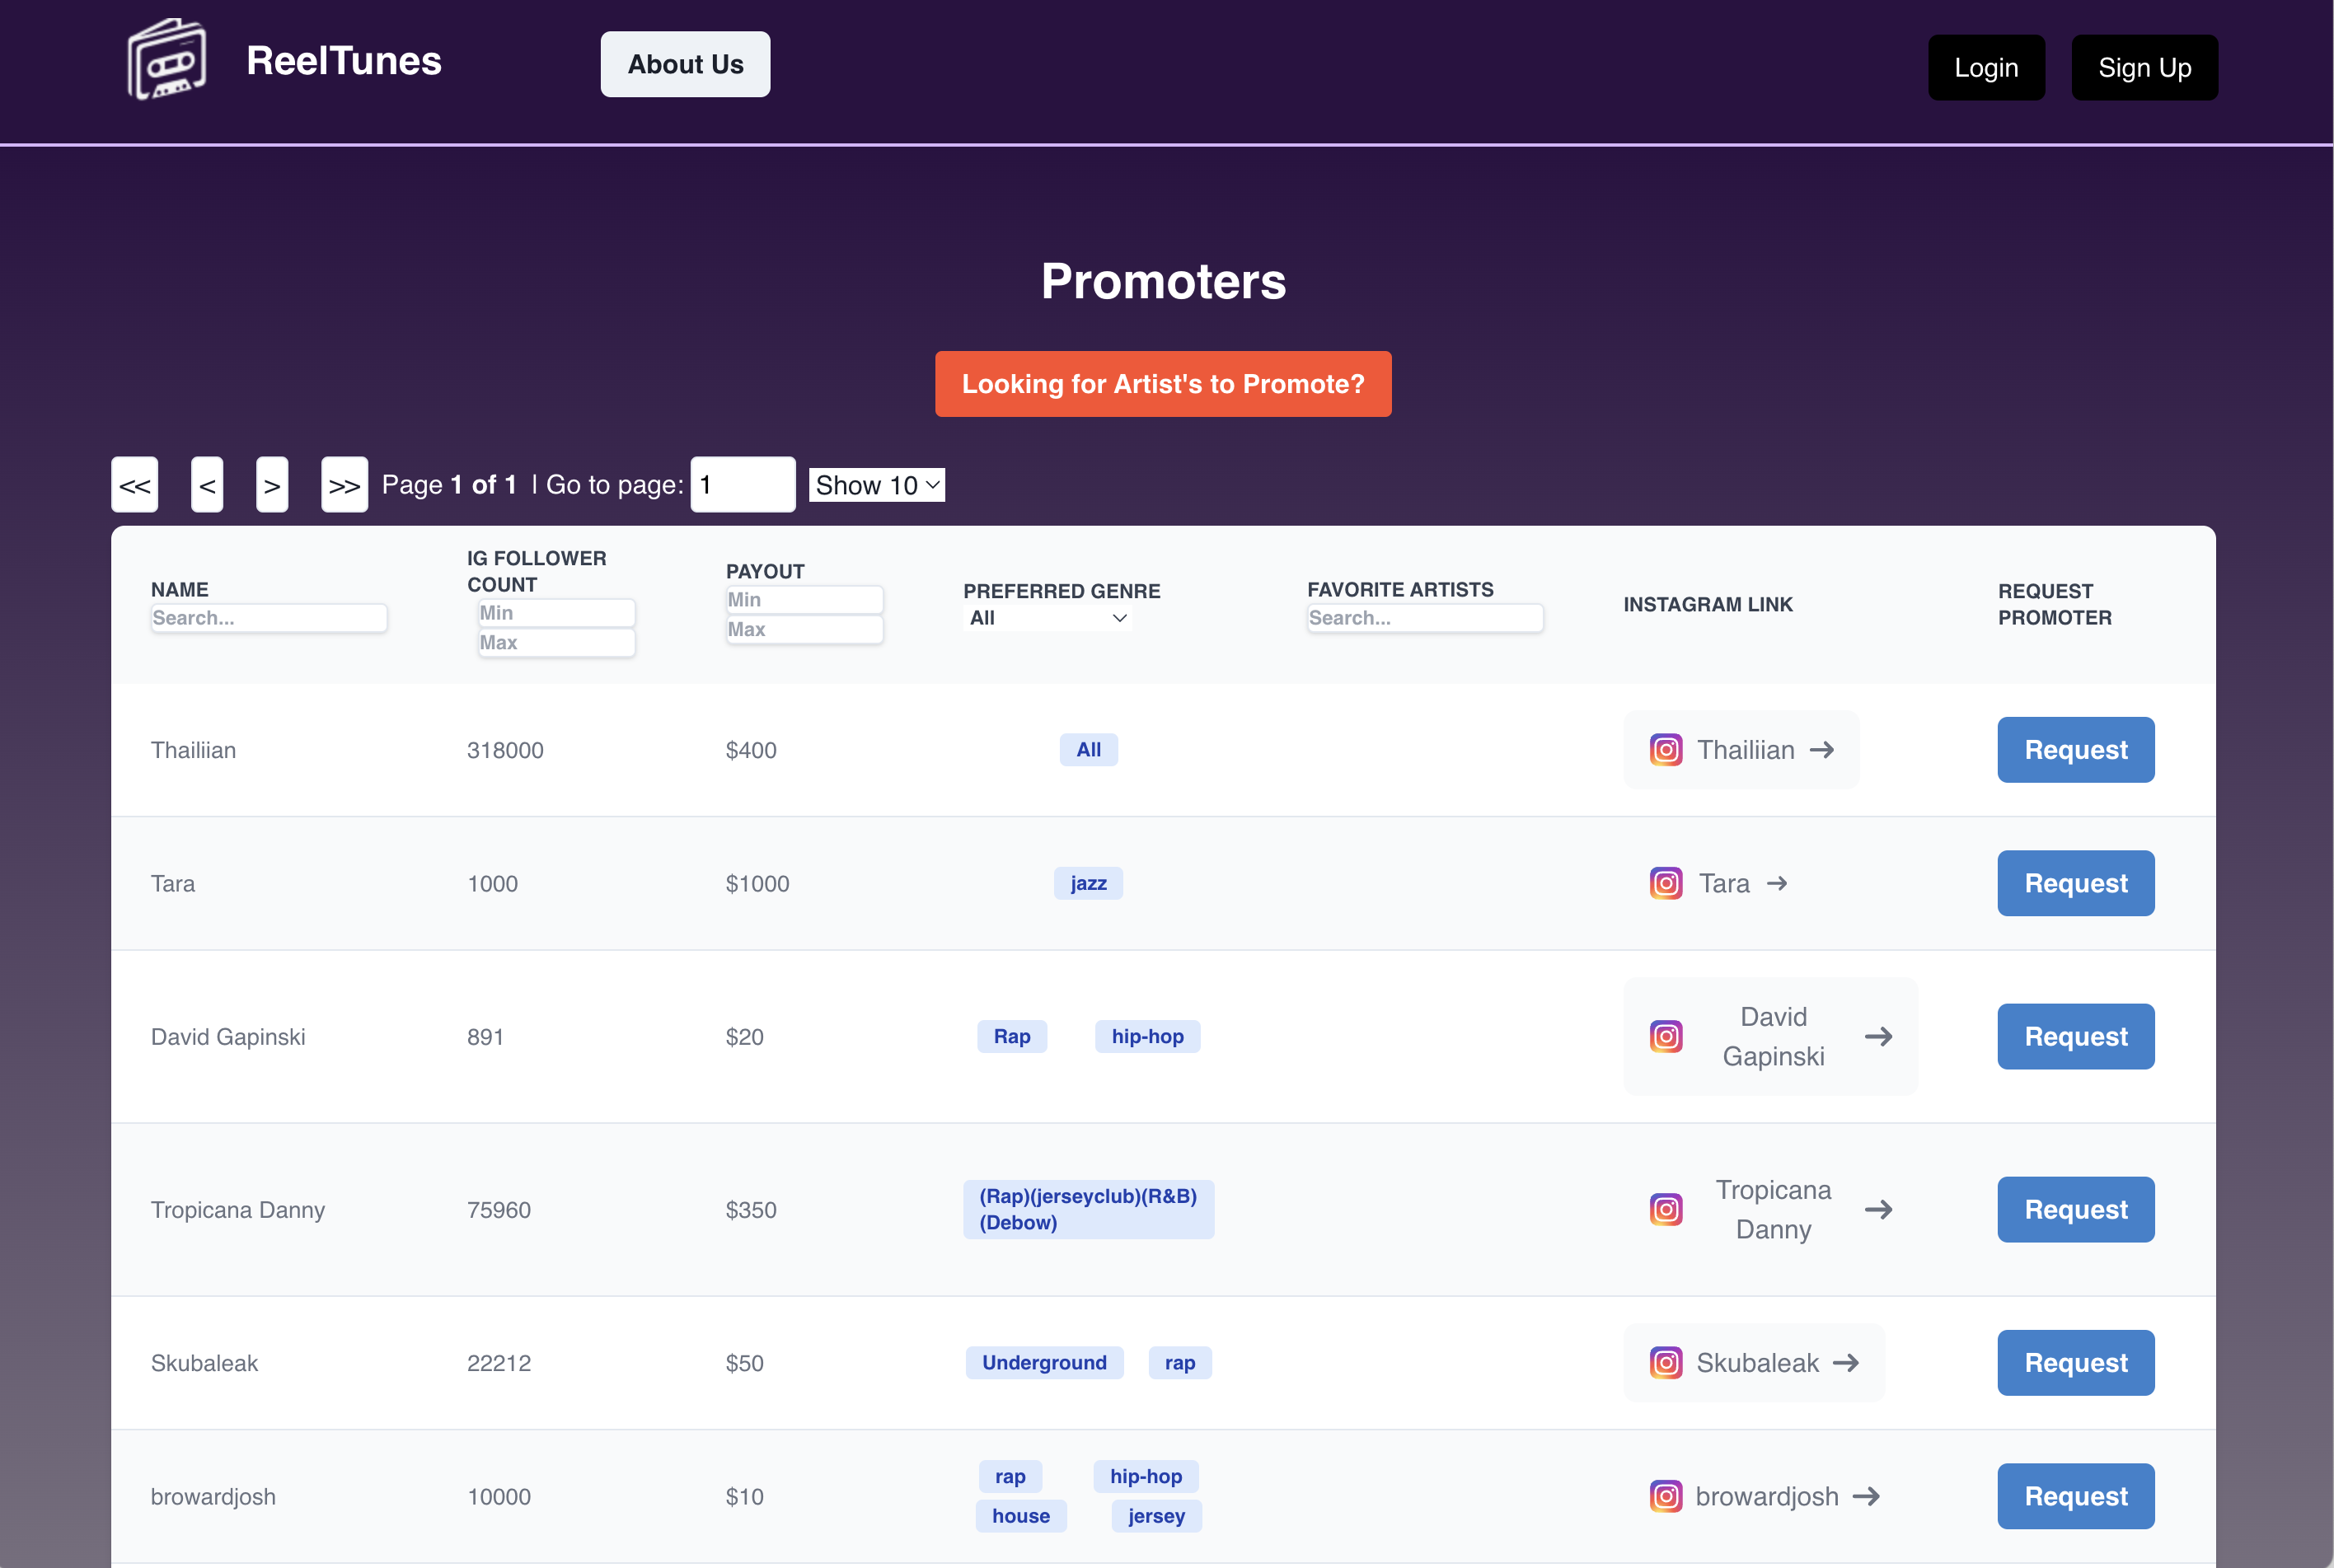 ReelTunes
About Us
Login
Sign Up
Promoters
Looking for Artist's to Promote?
<< < > >> Page 1 of 1 | Go to page: 1 Show 10
NAME
Search...
IG FOLLOWER
COUNT
Min
Max
PAYOUT
Min
Max
PREFERRED GENRE
All
FAVORITE ARTISTS
Search...
INSTAGRAM LINK
REQUEST
PROMOTER
Thailiian 318000 $400 All Thailiian → Request
Tara 1000 $1000 jazz Tara → Request
David Gapinski 891 $20 Rap hip-hop David
Gapinski → Request
Tropicana Danny 75960 $350 (Rap)(jerseyclub)(R&B)
(Debow)
Tropicana
Danny → Request
Skubaleak 22212 $50 Underground rap Skubaleak → Request
browardjosh 10000 $10 rap hip-hop
house jersey
browardjosh → Request